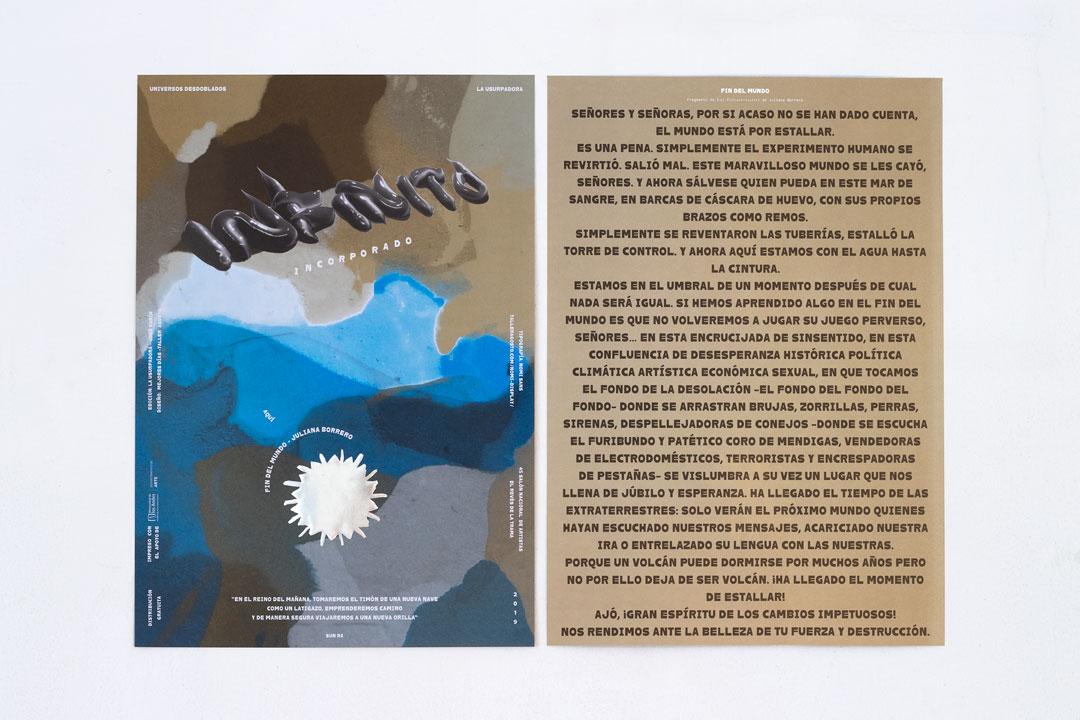 UNIVERSOS DESDOBLADOS
LA USURPADORA
INCORPORADO
TIPOGRAFÍA NOMI SANS
TALLERAGOSTO.COM/NOMI-DISPLAY/
Aquí
FIN DEL MUNDO - JULIANA BORRERO
45 SALÓN NACIONAL DE ARTISTAS
EL REVÉS DE LA TRAMA
IMPRESO CON
EL APOYO DE
ARTE
DISTRIBUCIÓN
GRATUITA
"EN EL REINO DEL MAÑANA, TOMAREMOS EL TIMÓN DE UNA NUEVA NAVE
COMO UN LATIGAZO, EMPRENDEREMOS CAMINO
Y DE MANERA SEGURA VIAJAREMOS A UNA NUEVA ORILLA"
SUN RA
2019
FIN DEL MUNDO
SEÑORES Y SEÑORAS, POR SI ACASO NO SE HAN DADO CUENTA,
EL MUNDO ESTÁ POR ESTALLAR.
ES UNA PENA. SIMPLEMENTE EL EXPERIMENTO HUMANO SE
REVIRTIÓ. SALIÓ MAL. ESTE MARAVILLOSO MUNDO SE LES CAYÓ,
SEÑORES. Y AHORA SÁLVESE QUIEN PUEDA EN ESTE MAR DE
SANGRE, EN BARCAS DE CÁSCARA DE HUEVO, CON SUS PROPIOS
BRAZOS COMO REMOS.
SIMPLEMENTE SE REVENTARON LAS TUBERÍAS, ESTALLÓ LA
TORRE DE CONTROL. Y AHORA AQUÍ ESTAMOS CON EL AGUA HASTA
LA CINTURA.
ESTAMOS EN EL UMBRAL DE UN MOMENTO DESPUÉS DE CUAL
NADA SERÁ IGUAL. SI HEMOS APRENDIDO ALGO EN EL FIN DEL
MUNDO ES QUE NO VOLVEREMOS A JUGAR SU JUEGO PERVERSO,
SEÑORES... EN ESTA ENCRUCIJADA DE SINSENTIDO, EN ESTA
CONFLUENCIA DE DESESPERANZA HISTÓRICA POLÍTICA
CLIMÁTICA ARTÍSTICA ECONÓMICA SEXUAL, EN QUE TOCAMOS
EL FONDO DE LA DESOLACIÓN -EL FONDO DEL FONDO DEL
FONDO- DONDE SE ARRASTRAN BRUJAS, ZORRILLAS, PERRAS,
SIRENAS, DESPELLEJADORAS DE CONEJOS -DONDE SE ESCUCHA
EL FURIBUNDO Y PATÉTICO CORO DE MENDIGAS, VENDEDORAS
DE ELECTRODOMÉSTICOS, TERRORISTAS Y ENCRESPADORAS
DE PESTAÑAS- SE VISLUMBRA A SU VEZ UN LUGAR QUE NOS
LLENA DE JÚBILO Y ESPERANZA. HA LLEGADO EL TIEMPO DE LAS
EXTRATERRESTRES: SOLO VERÁN EL PRÓXIMO MUNDO QUIENES
HAYAN ESCUCHADO NUESTROS MENSAJES, ACARICIADO NUESTRA
IRA O ENTRELAZADO SU LENGUA CON LAS NUESTRAS.
PORQUE UN VOLCÁN PUEDE DORMIRSE POR MUCHOS AÑOS PERO
NO POR ELLO DEJA DE SER VOLCÁN. ¡HA LLEGADO EL MOMENTO
DE ESTALLAR!
AJÓ, ¡GRAN ESPÍRITU DE LOS CAMBIOS IMPETUOSOS!
NOS RENDIMOS ANTE LA BELLEZA DE TU FUERZA Y DESTRUCCIÓN.